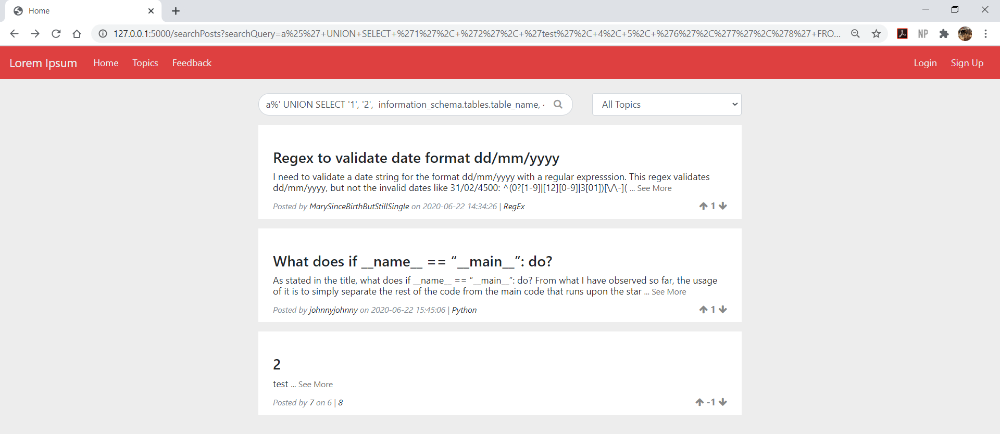 Home
127.0.0.1:5000/searchPosts?searchQuery=a%25%27+UNION+SELECT+%271%27%2C+%272%27%2C+%27test%27%2C+4%2C+5%2C+%276%27%2C%277%27%2C%278%27+FRO...
NP
Lorem Ipsum Home Topics Feedback Login Sign Up
a%' UNION SELECT '1', '2',  information_schema.tables.table_name, All Topics
Regex to validate date format dd/mm/yyyy
I need to validate a date string for the format dd/mm/yyyy with a regular expresssion. This regex validates
dd/mm/yyyy, but not the invalid dates like 31/02/4500: ^(0?[1-9]|[12][0-9]|3[01])[\/\-]( ... See More
Posted by MarySinceBirthButStillSingle on 2020-06-22 14:34:26 | RegEx 1
What does if __name__ == “__main__”: do?
As stated in the title, what does if __name__ == “__main__”: do? From what I have observed so far, the usage
of it is to simply separate the rest of the code from the main code that runs upon the star ... See More
Posted by johnnyjohnny on 2020-06-22 15:45:06 | Python 1
2
test ... See More
Posted by 7 on 6 | 8 -1